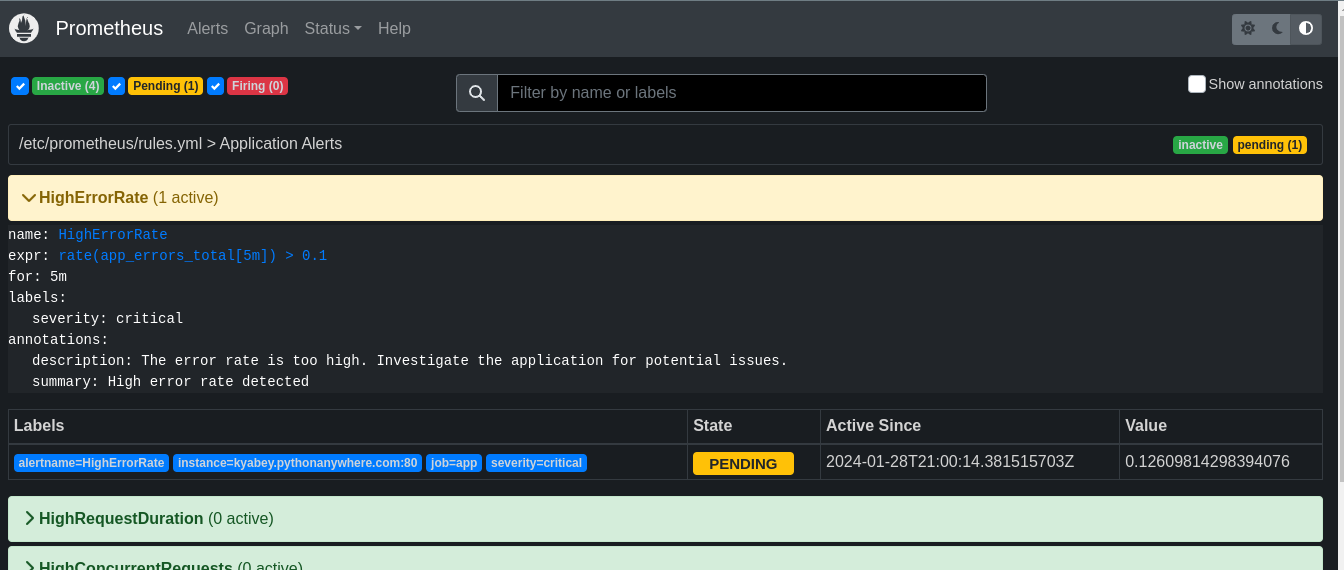 Prometheus Alerts Graph Status Help
Inactive (4) Pending (1) Firing (0) Filter by name or labels Show annotations
/etc/prometheus/rules.yml > Application Alerts inactive pending (1)
HighErrorRate (1 active)
name: HighErrorRate
expr: rate(app_errors_total[5m]) > 0.1
for: 5m
labels:
severity: critical
annotations:
description: The error rate is too high. Investigate the application for potential issues.
summary: High error rate detected
Labels State Active Since Value
alertname=HighErrorRate instance=kyabey.pythonanywhere.com:80 job=app severity=critical PENDING 2024-01-28T21:00:14.381515703Z 0.12609814298394076
HighRequestDuration (0 active)
HighConcurrentRequests (0 active)